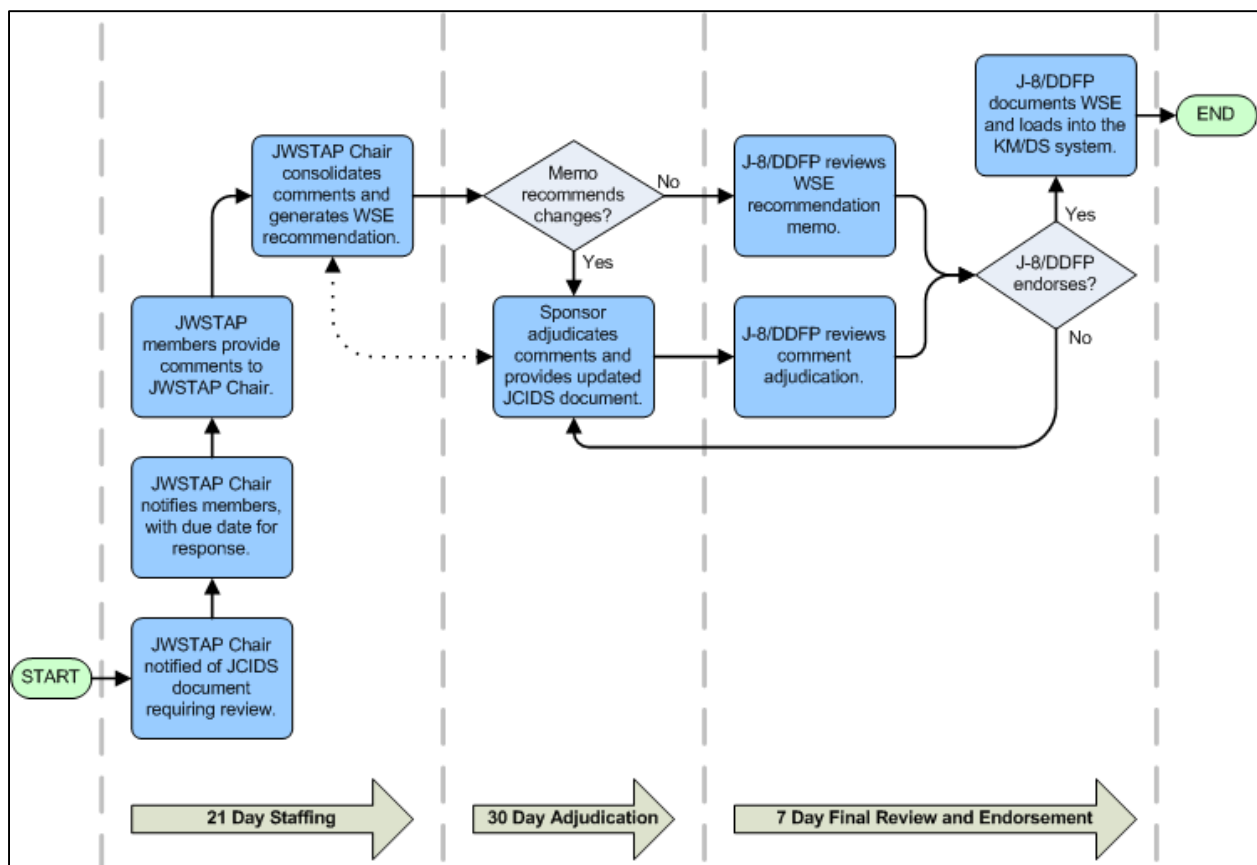 START
JWSTAP Chair
notified of JCIDS
document
requiring review.
JWSTAP Chair
notifies members,
with due date for
response.
JWSTAP
members provide
comments to
JWSTAP Chair.
JWSTAP Chair
consolidates
comments and
generates WSE
recommendation.
Memo
recommends
changes?
No
Yes
Sponsor
adjudicates
comments and
provides updated
JCIDS document.
J-8/DDFP reviews
WSE
recommendation
memo.
J-8/DDFP reviews
comment
adjudication.
J-8/DDFP
endorses?
Yes
No
J-8/DDFP
documents WSE
and loads into the
KM/DS system.
END
21 Day Staffing
30 Day Adjudication
7 Day Final Review and Endorsement